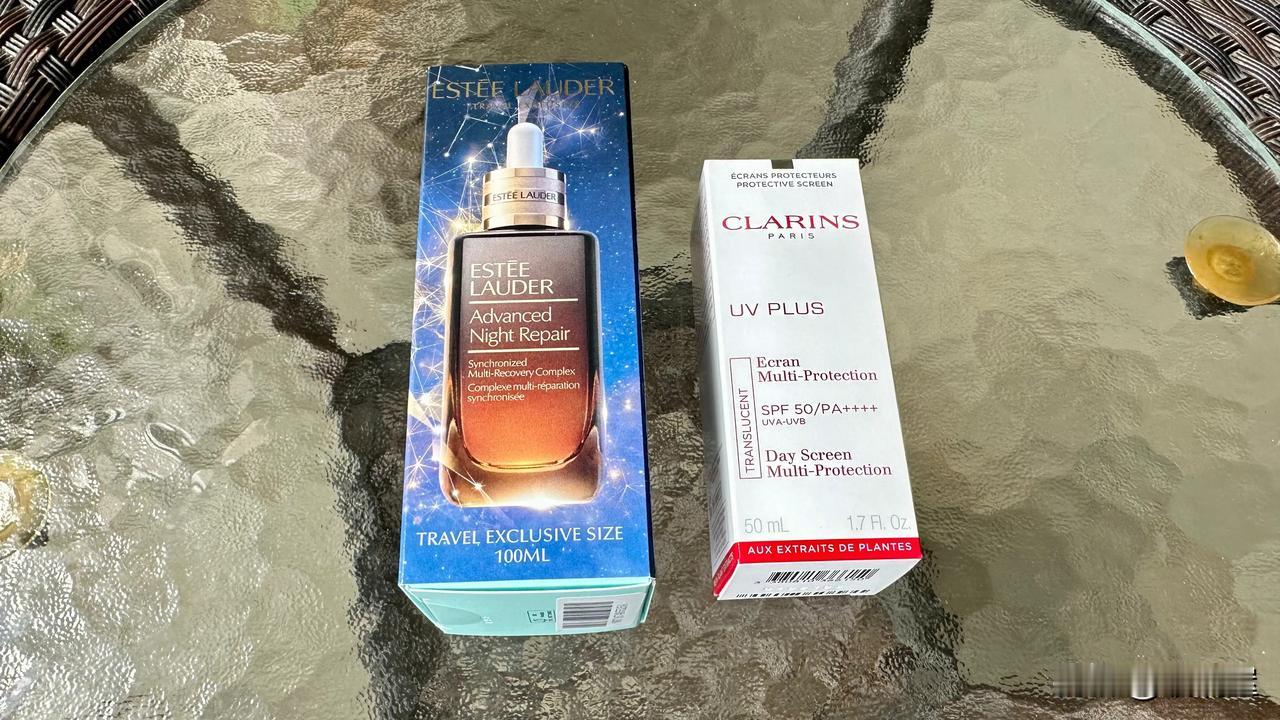 ESTĒE LAUDER
TRAVEL EXCLUSIVE
ESTĒE LAUDER
ESTĒE
LAUDER
Advanced
Night Repair
Synchronized
Multi-Recovery Complex
Complexe multi-réparation
synchronisée
TRAVEL EXCLUSIVE SIZE
100ML
ÉCRANS PROTECTEURS
PROTECTIVE SCREEN
CLARINS
PARIS
UV PLUS
TRANSLUCENT
Ecran
Multi-Protection
SPF 50/PA++++
UVA-UVB
Day Screen
Multi-Protection
50 mL 1.7 Fl. Oz.
AUX EXTRAITS DE PLANTES